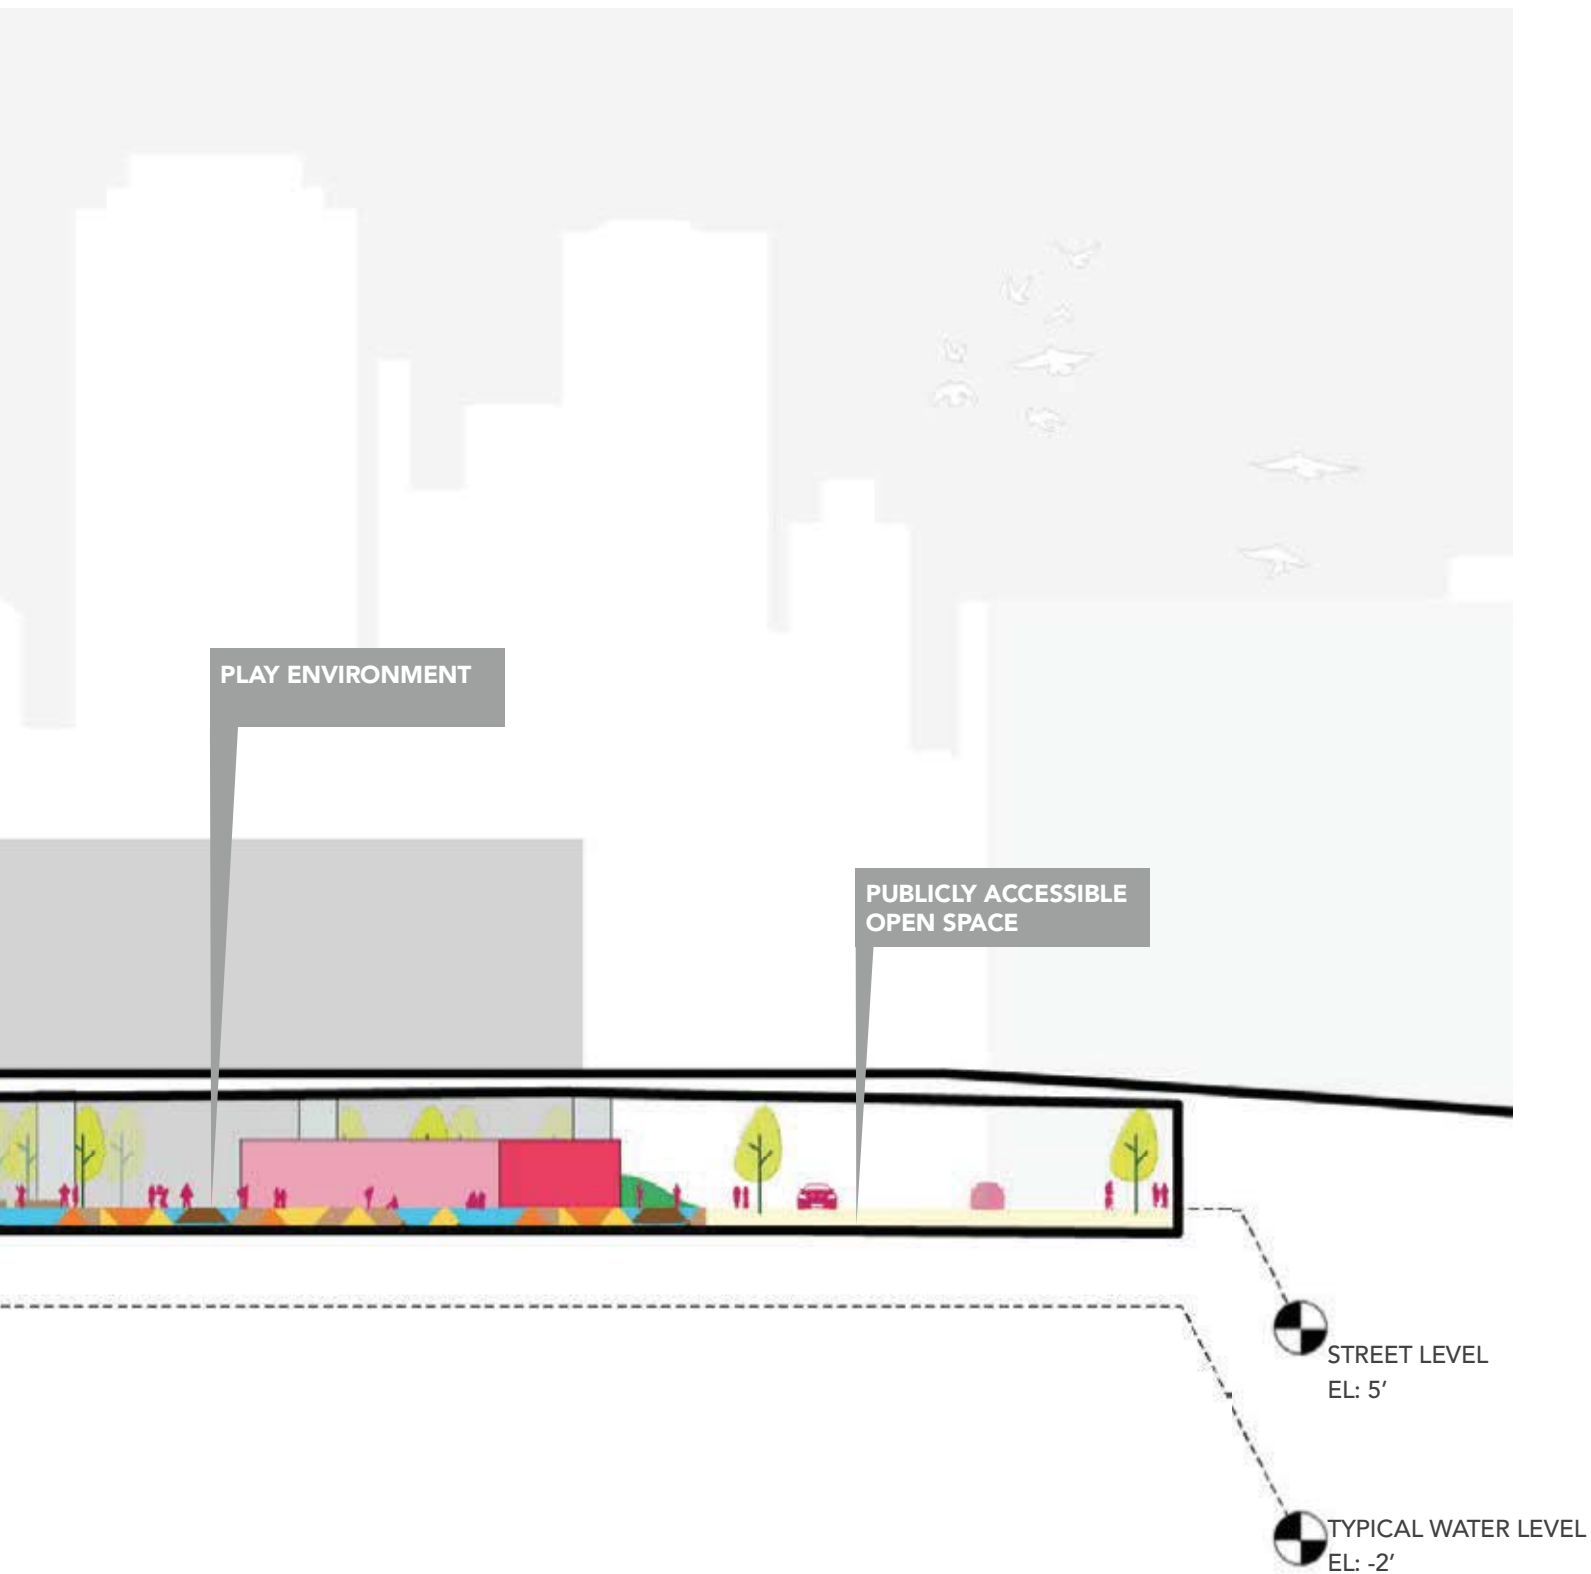 PLAY ENVIRONMENT
PUBLICLY ACCESSIBLE
OPEN SPACE
STREET LEVEL
EL: 5’
TYPICAL WATER LEVEL
EL: -2’